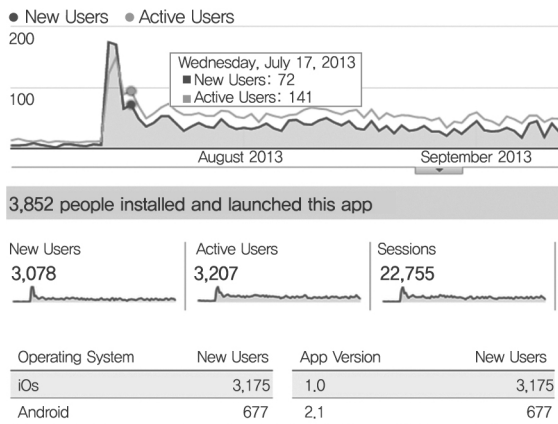 New Users Active Users
200
Wednesday, July 17, 2013
New Users: 72
Active Users: 141
100
0
August 2013 September 2013
3,852 people installed and launched this app
New Users Active Users Sessions
3,078 3,207 22,755
Operating System New Users App Version New Users
iOs 3,175 1.0 3,175
Android 677 2.1 677